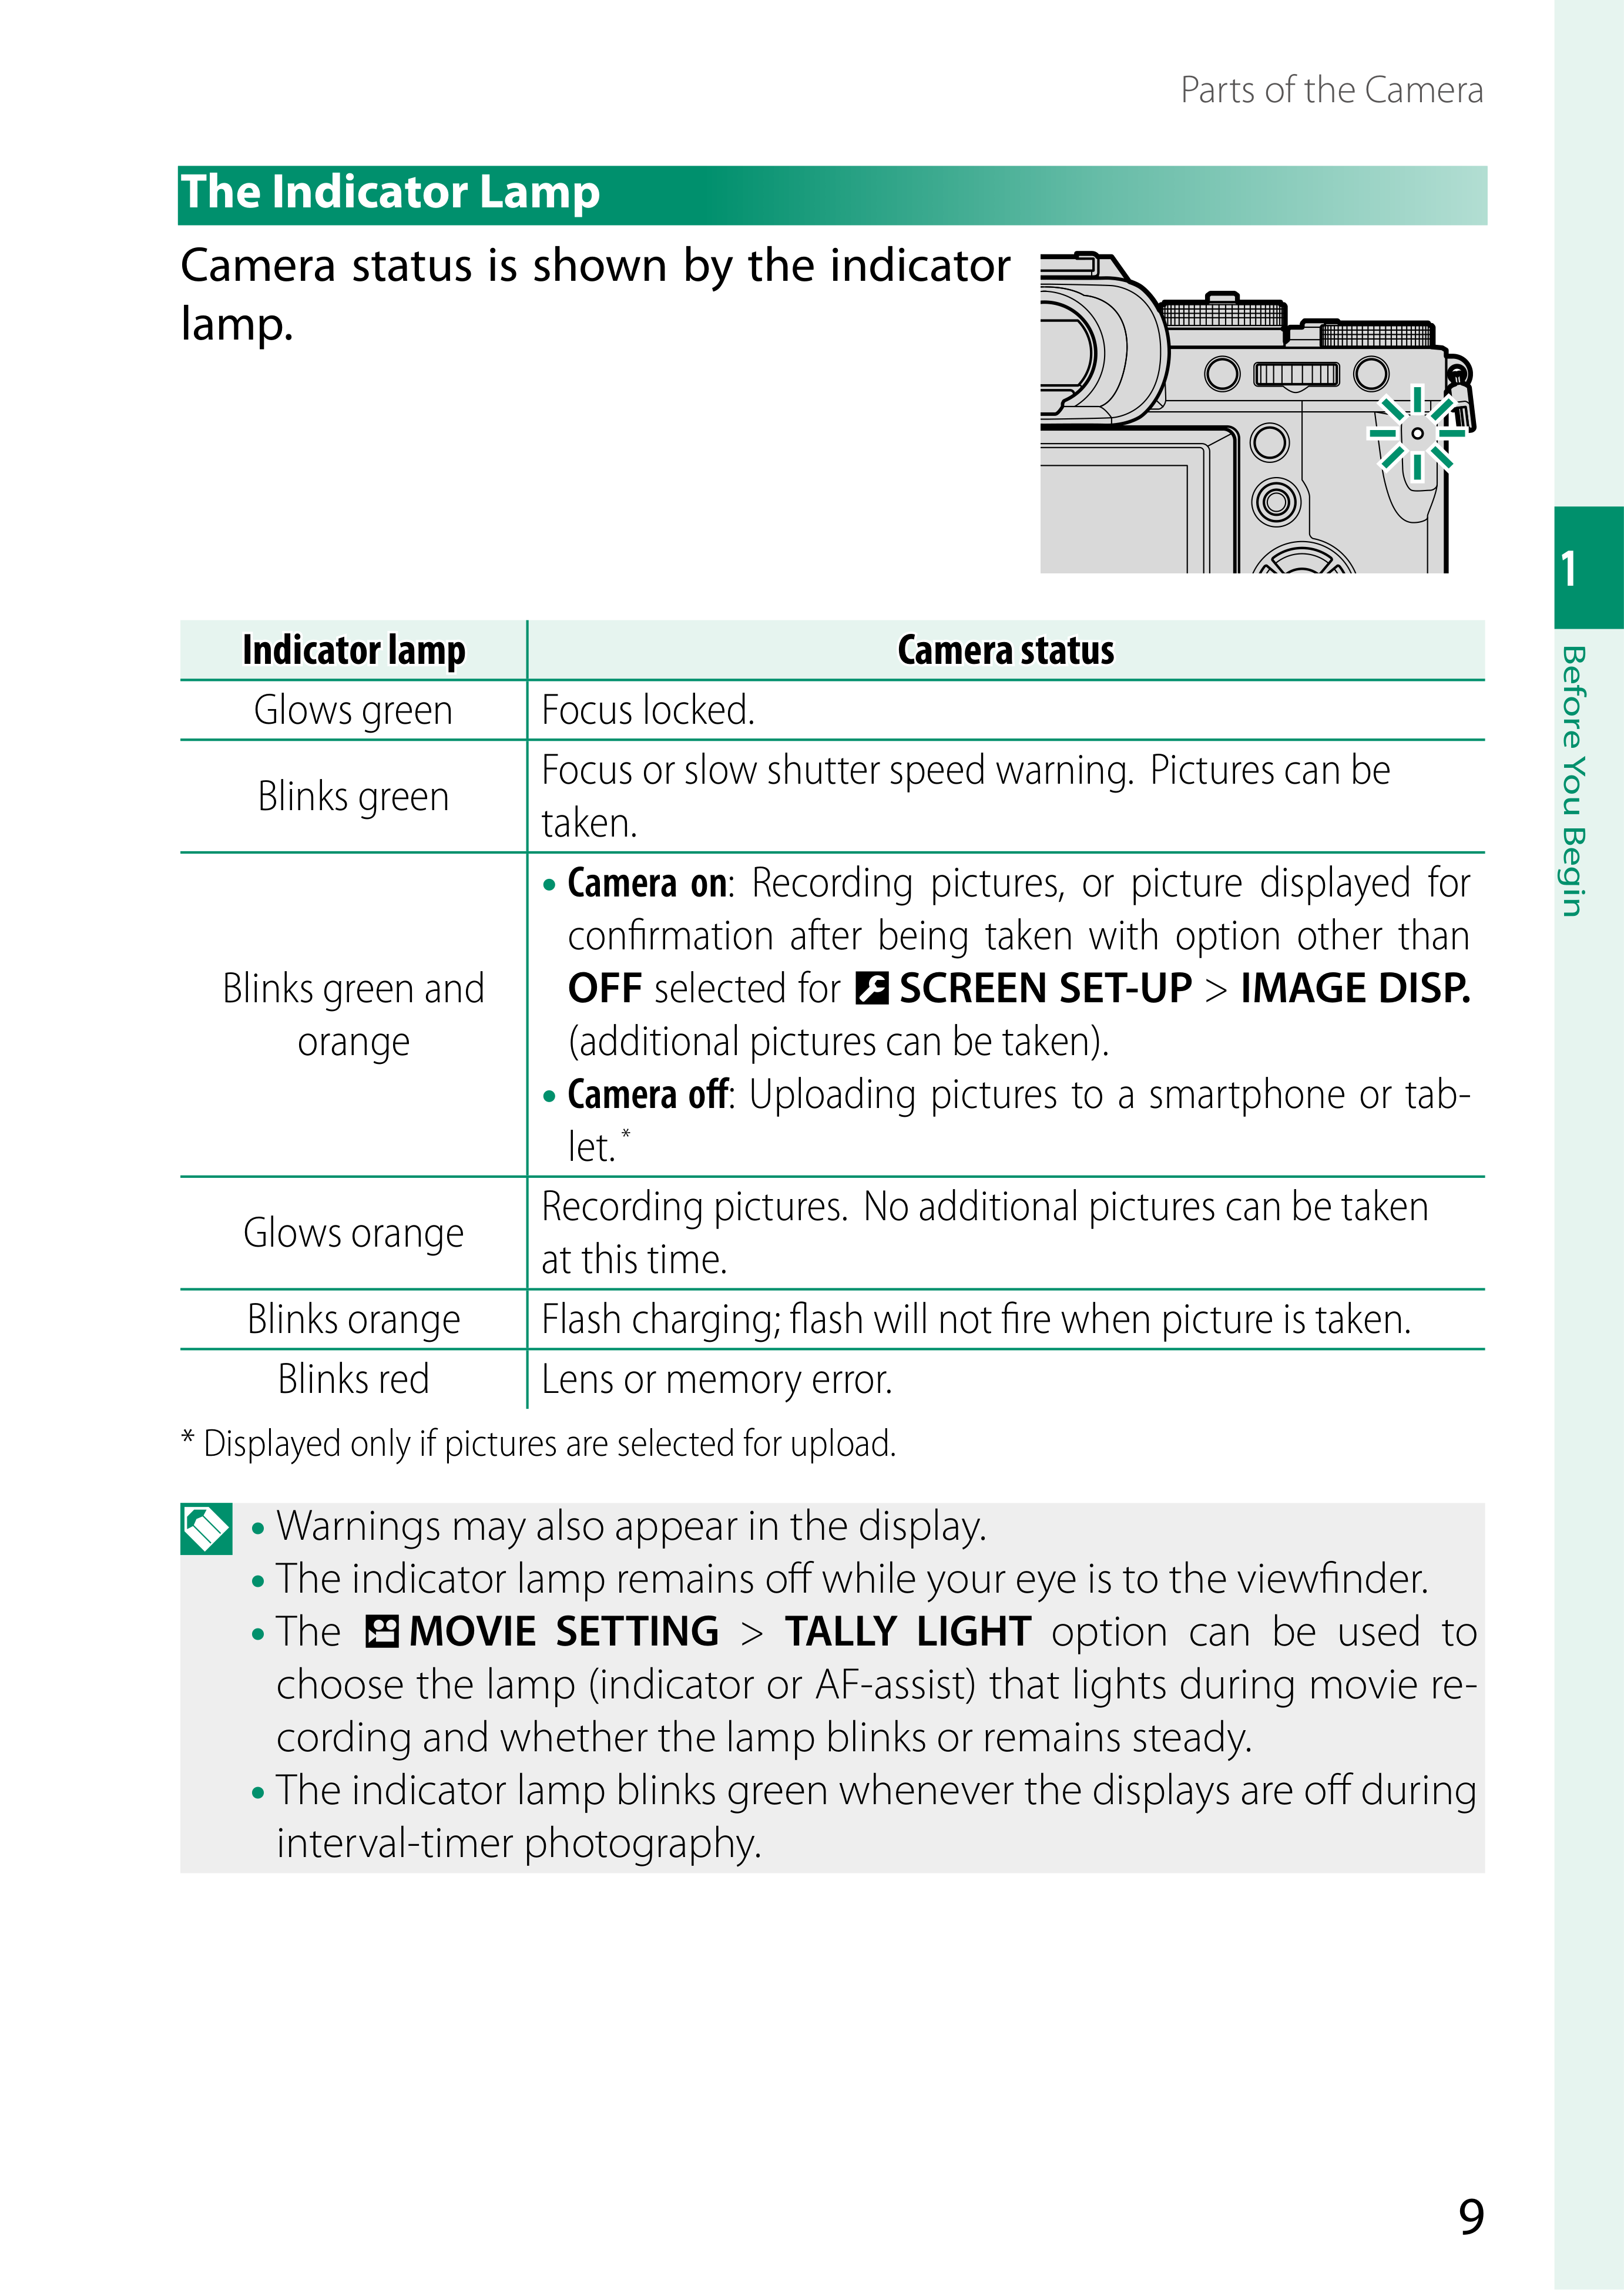 Parts of the Camera
The Indicator Lamp
Camera status is shown by the indicator
lamp.
Indicator lamp
Camera status
Glows green
Focus locked.
Blinks green
Focus or slow shutter speed warning. Pictures can be
taken.
Blinks green and
orange
• Camera on: Recording pictures, or picture displayed for
confirmation after being taken with option other than
OFF selected for SCREEN SET-UP > IMAGE DISP.
(additional pictures can be taken).
• Camera off: Uploading pictures to a smartphone or tab-
let.*
Glows orange
Recording pictures. No additional pictures can be taken
at this time.
Blinks orange
Flash charging; flash will not fire when picture is taken.
Blinks red
Lens or memory error.
* Displayed only if pictures are selected for upload.
• Warnings may also appear in the display.
• The indicator lamp remains off while your eye is to the viewfinder.
• The MOVIE SETTING > TALLY LIGHT option can be used to
choose the lamp (indicator or AF-assist) that lights during movie re-
cording and whether the lamp blinks or remains steady.
• The indicator lamp blinks green whenever the displays are off during
interval-timer photography.
1
Before You Begin
9